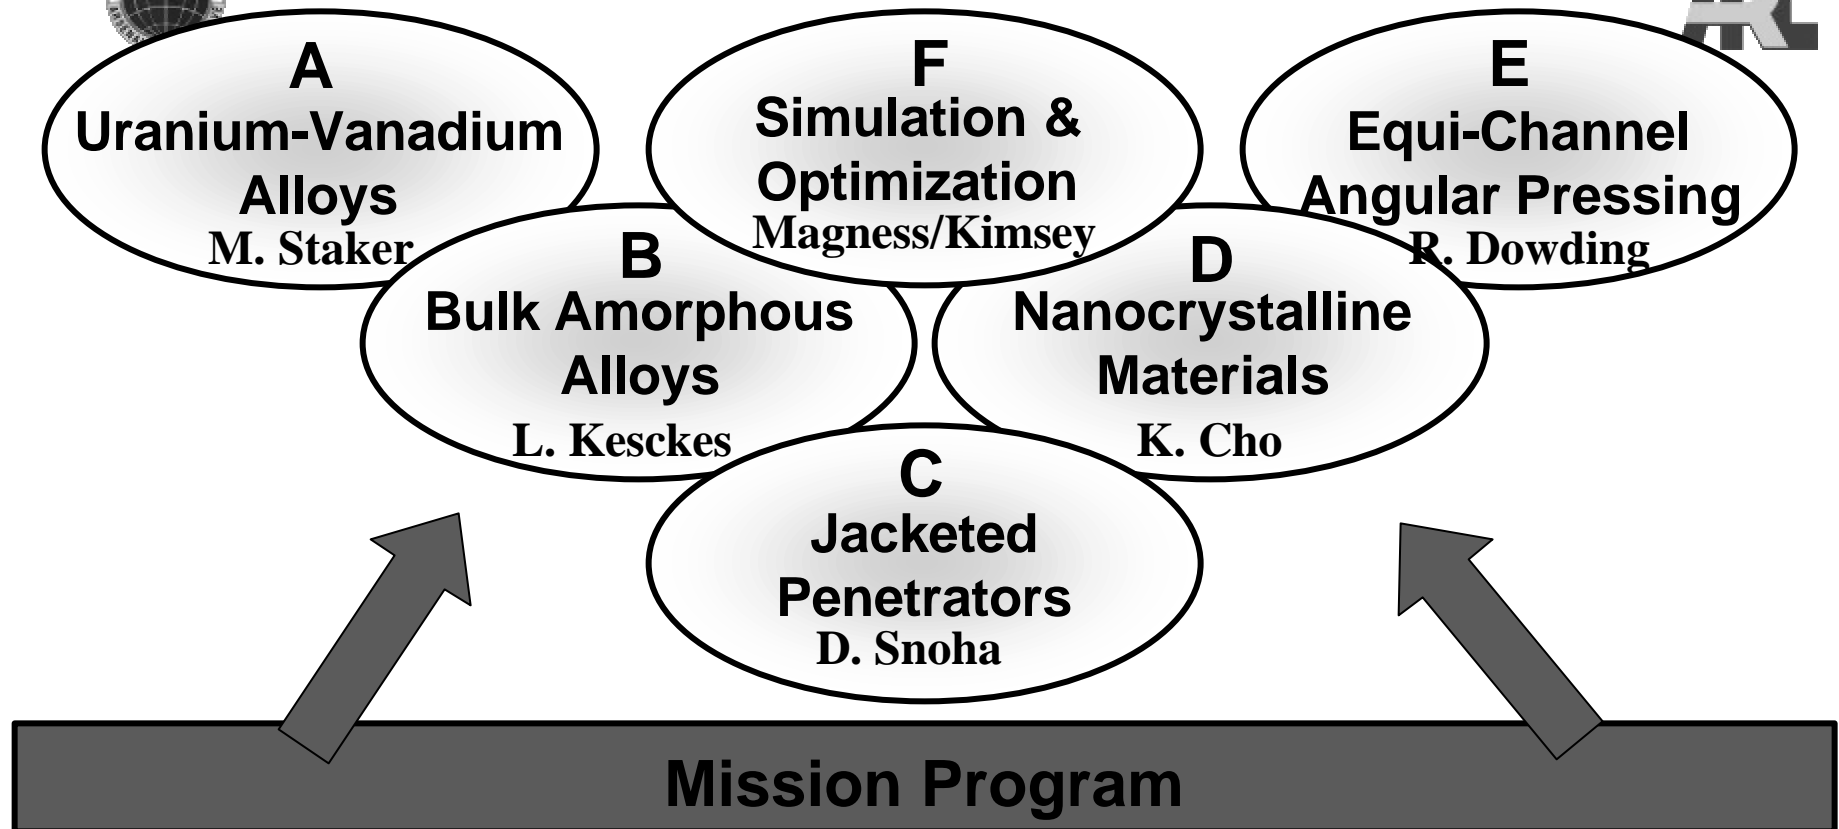 A
Uranium-Vanadium
Alloys
M. Staker
F
Simulation &
Optimization
Magness/Kimsey
E
Equi-Channel
Angular Pressing
R. Dowding
B
Bulk Amorphous
Alloys
L. Kesckes
D
Nanocrystalline
Materials
K. Cho
C
Jacketed
Penetrators
D. Snoha
Mission Program
ARL